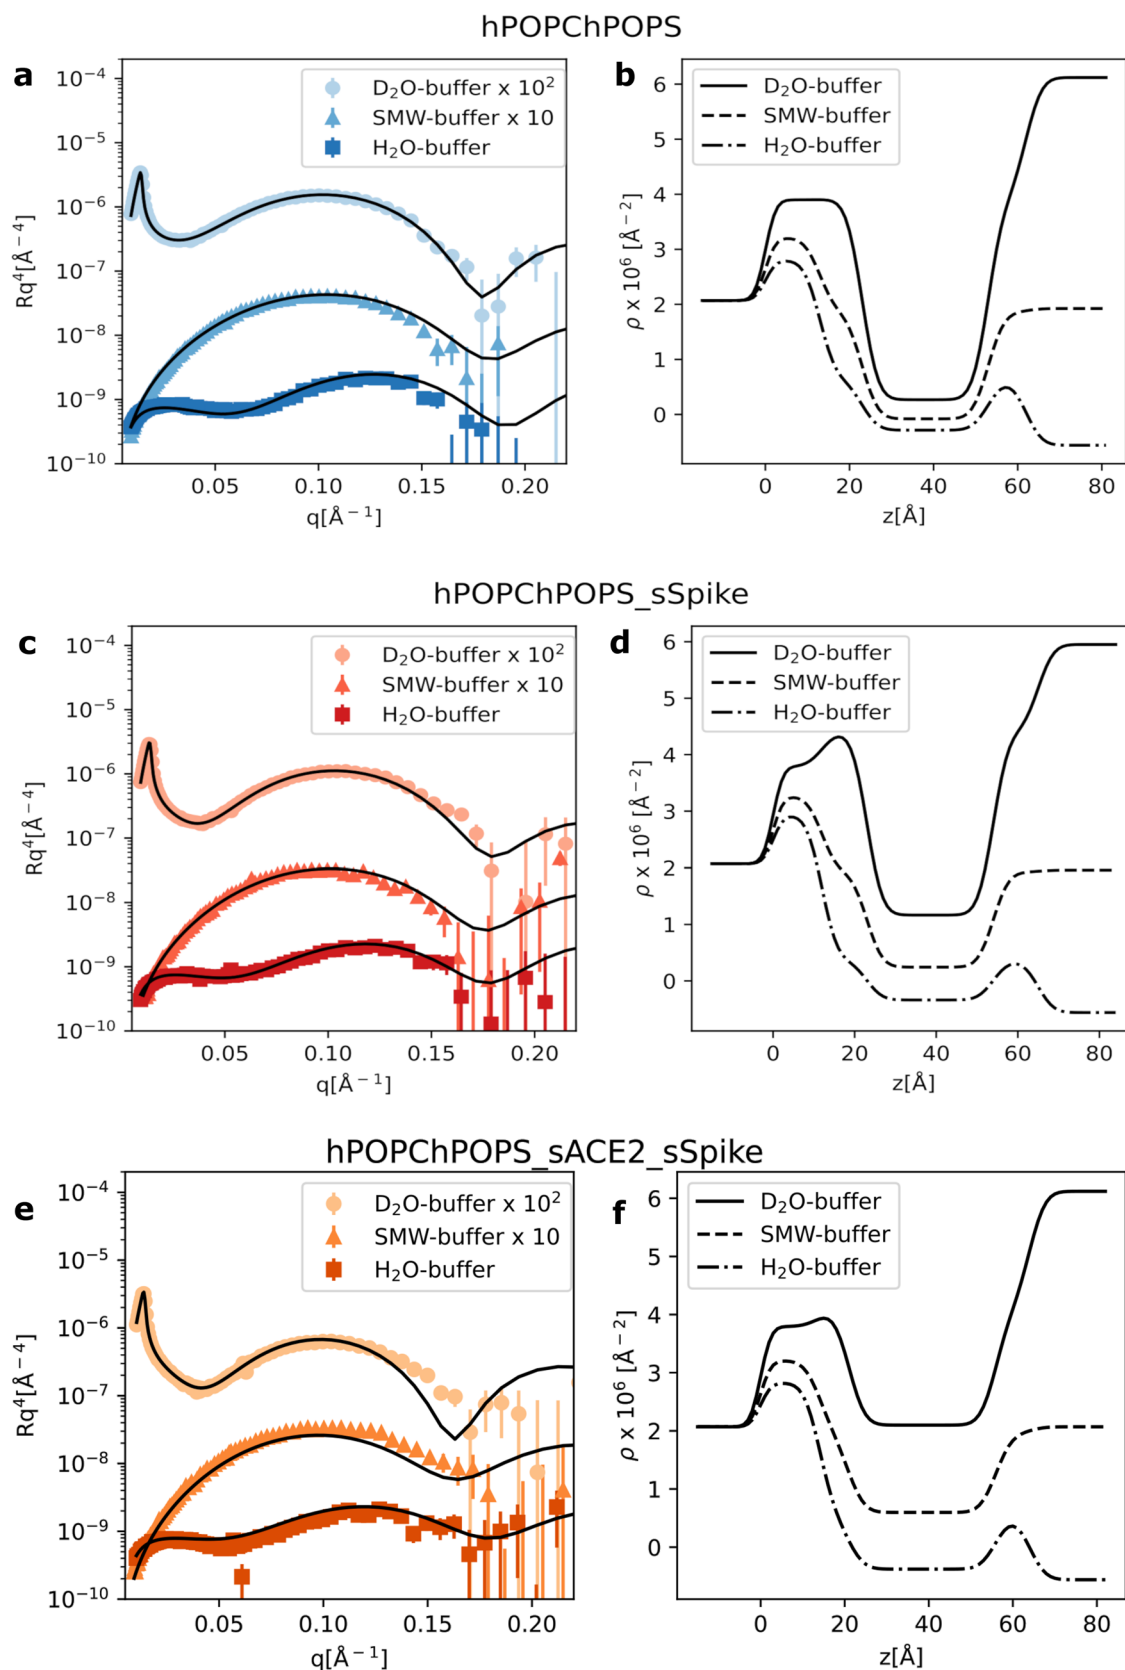 hPOPChPOPS
a
10⁻⁴
10⁻⁵
10⁻⁶
10⁻⁷
10⁻⁸
10⁻⁹
10⁻¹⁰
Rq⁴[Å⁻⁴]
D₂O-buffer x 10²
SMW-buffer x 10
H₂O-buffer
0.05 0.10 0.15 0.20
q[Å⁻¹]
b
6
5
4
3
2
1
0
ρ x 10⁶ [Å⁻²]
D₂O-buffer
SMW-buffer
H₂O-buffer
0 20 40 60 80
z[Å]
hPOPChPOPS_sSpike
c
10⁻⁴
10⁻⁵
10⁻⁶
10⁻⁷
10⁻⁸
10⁻⁹
10⁻¹⁰
Rq⁴[Å⁻⁴]
D₂O-buffer x 10²
SMW-buffer x 10
H₂O-buffer
0.05 0.10 0.15 0.20
q[Å⁻¹]
d
6
5
4
3
2
1
0
ρ x 10⁶ [Å⁻²]
D₂O-buffer
SMW-buffer
H₂O-buffer
0 20 40 60 80
z[Å]
hPOPChPOPS_sACE2_sSpike
e
10⁻⁴
10⁻⁵
10⁻⁶
10⁻⁷
10⁻⁸
10⁻⁹
10⁻¹⁰
Rq⁴[Å⁻⁴]
D₂O-buffer x 10²
SMW-buffer x 10
H₂O-buffer
0.05 0.10 0.15 0.20
q[Å⁻¹]
f
6
5
4
3
2
1
0
ρ x 10⁶ [Å⁻²]
D₂O-buffer
SMW-buffer
H₂O-buffer
0 20 40 60 80
z[Å]